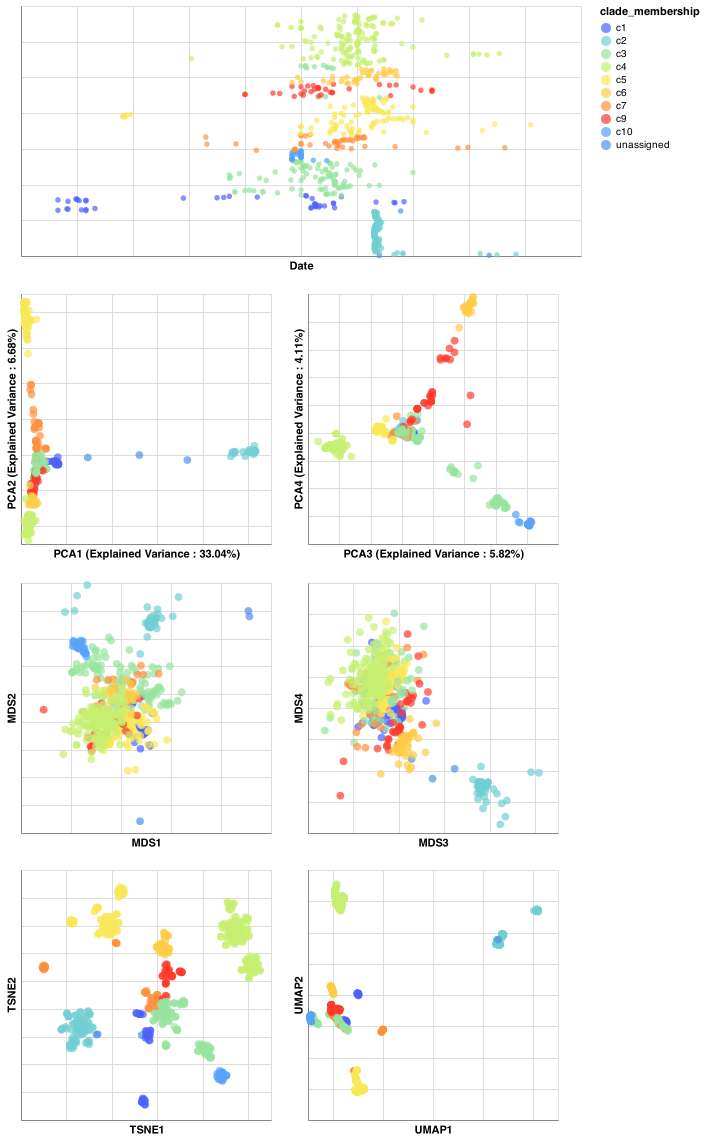 clade_membership
c1
c2
c3
c4
c5
c6
c7
c9
c10
unassigned
Date
PCA2 (Explained Variance : 6.68%)
PCA1 (Explained Variance : 33.04%)
PCA4 (Explained Variance : 4.11%)
PCA3 (Explained Variance : 5.82%)
MDS2
MDS1
MDS4
MDS3
TSNE2
TSNE1
UMAP2
UMAP1